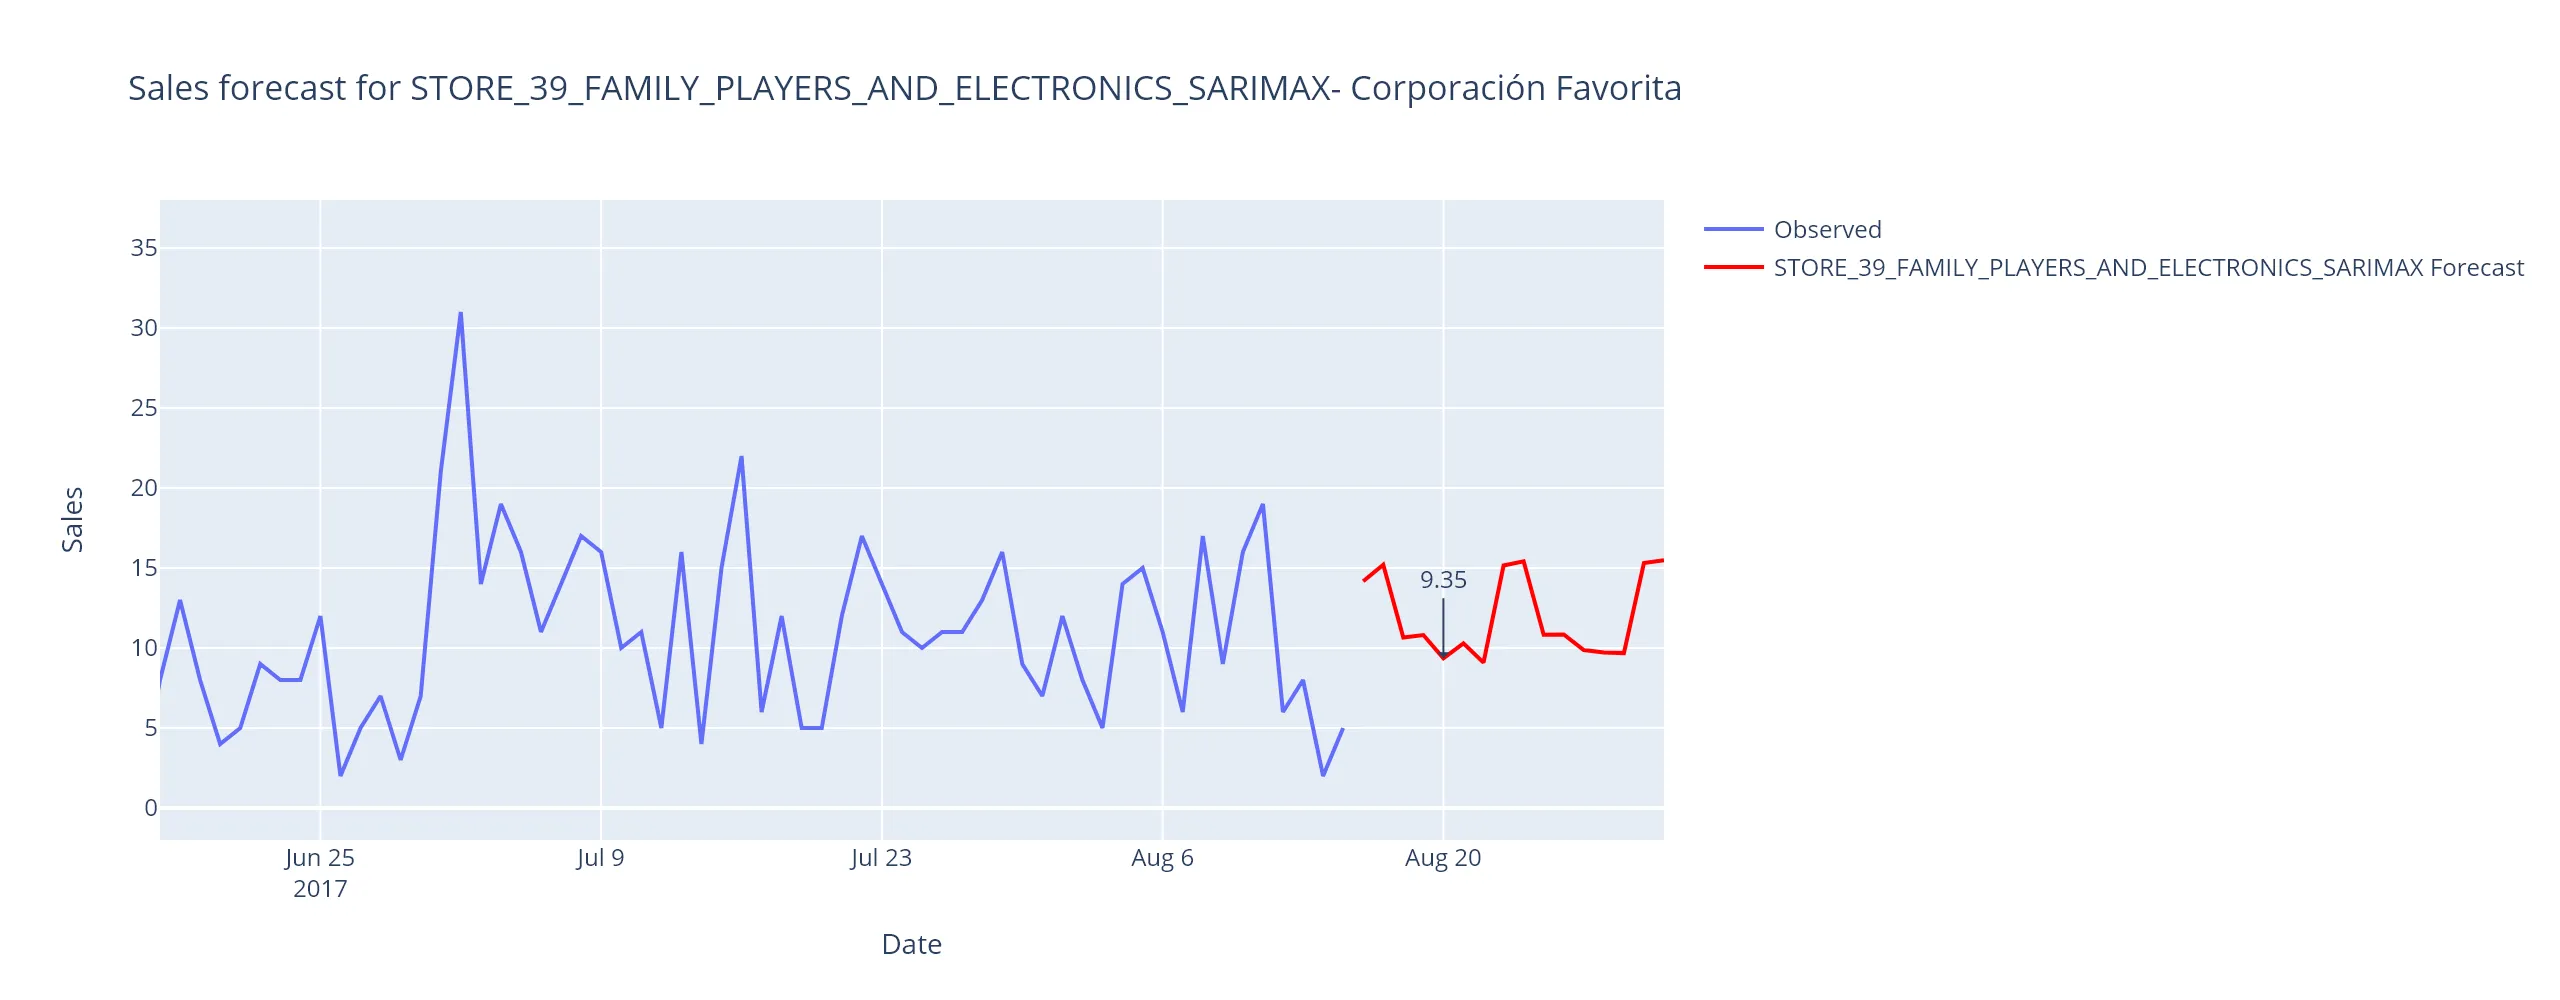 Sales forecast for STORE_39_FAMILY_PLAYERS_AND_ELECTRONICS_SARIMAX- Corporación Favorita
Observed
STORE_39_FAMILY_PLAYERS_AND_ELECTRONICS_SARIMAX Forecast
35
30
25
20
15
10
5
0
Sales
9.35
Jun 25
2017
Jul 9
Jul 23
Aug 6
Aug 20
Date